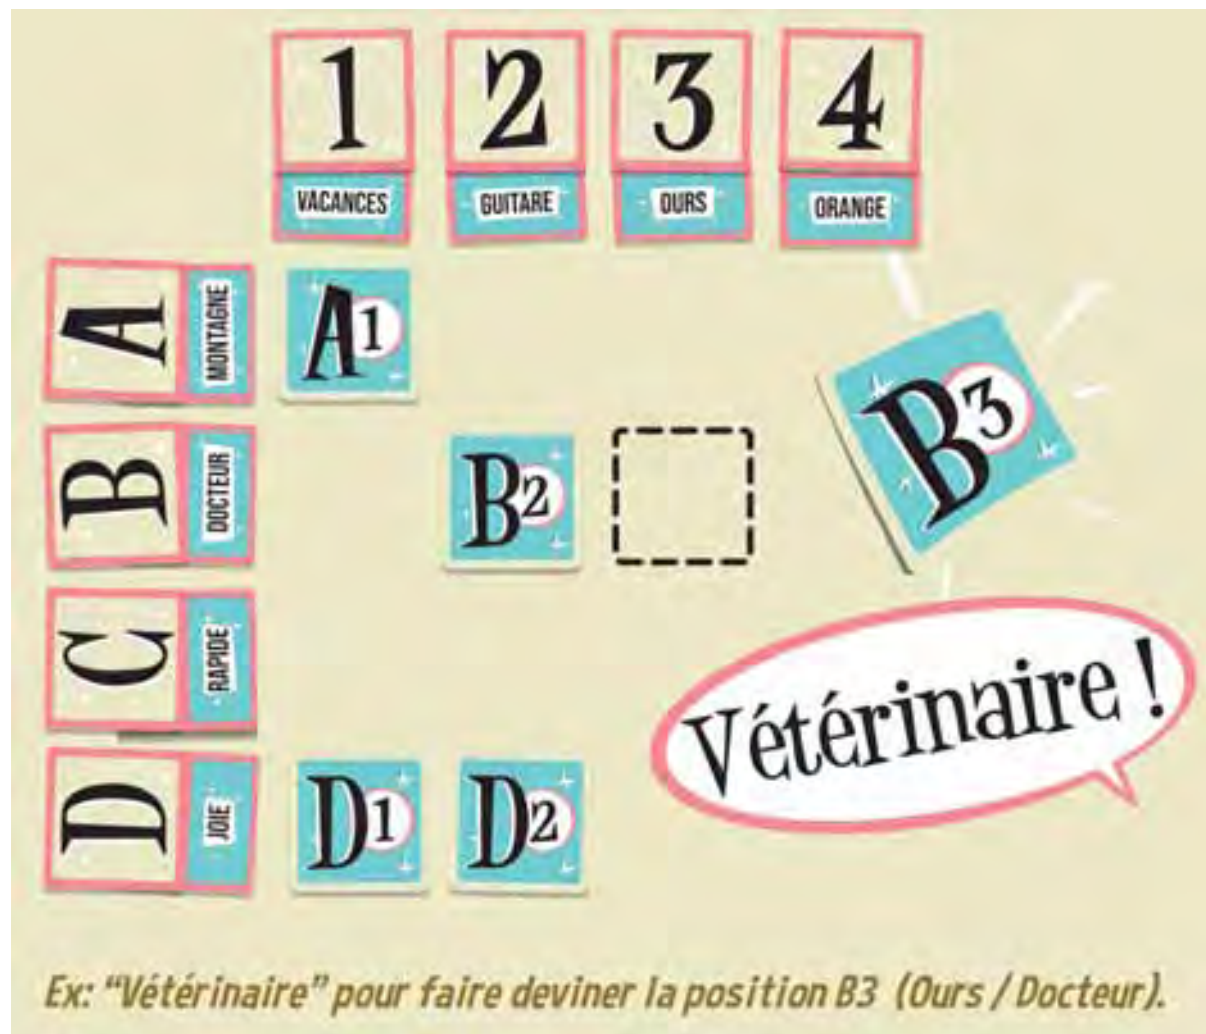 1 2 3 4
VACANCES GUITARE OURS ORANGE
A MONTAGNE A1
B3
B DOCTEUR B2
C RAPIDE
Vétérinaire !
D JOIE D1 D2
Ex: “Vétérinaire” pour faire deviner la position B3 (Ours / Docteur).